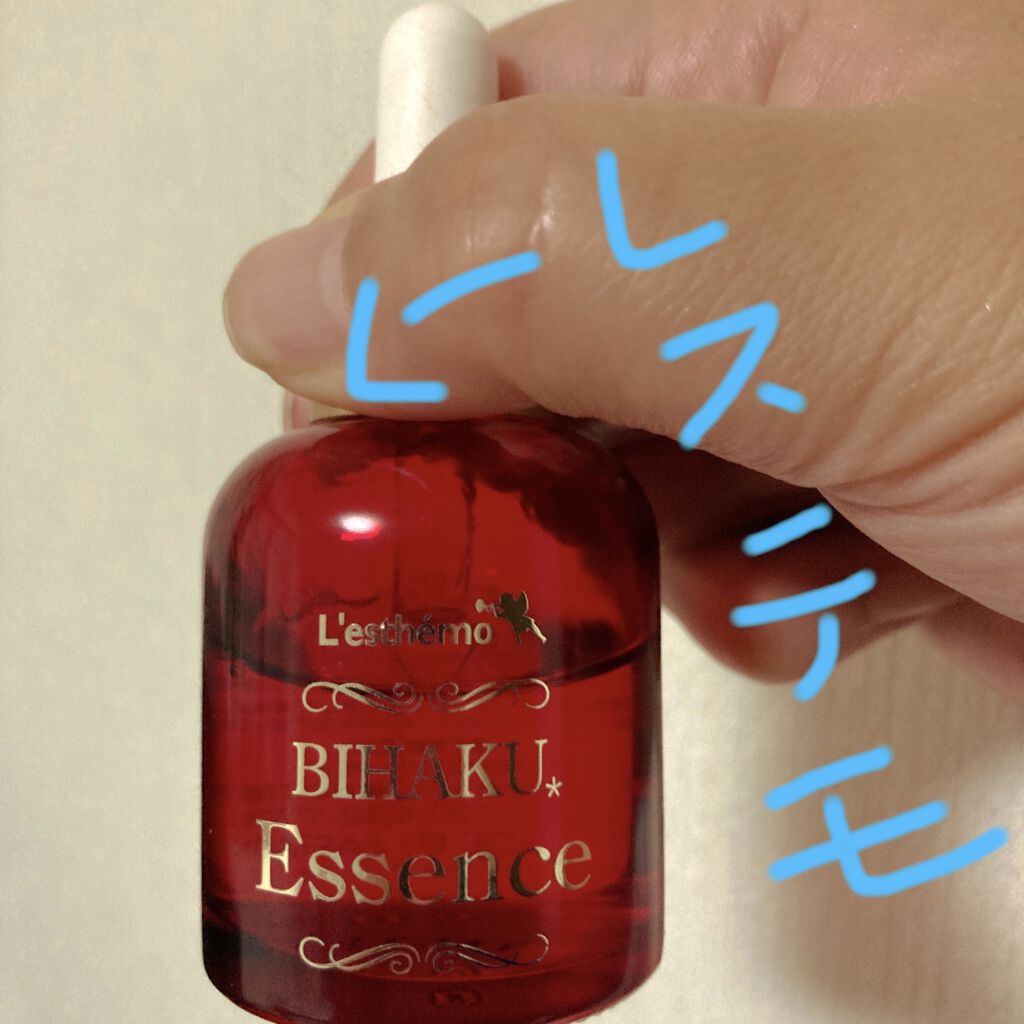 レステモ
L'esthémo
BIHAKU*
Essence